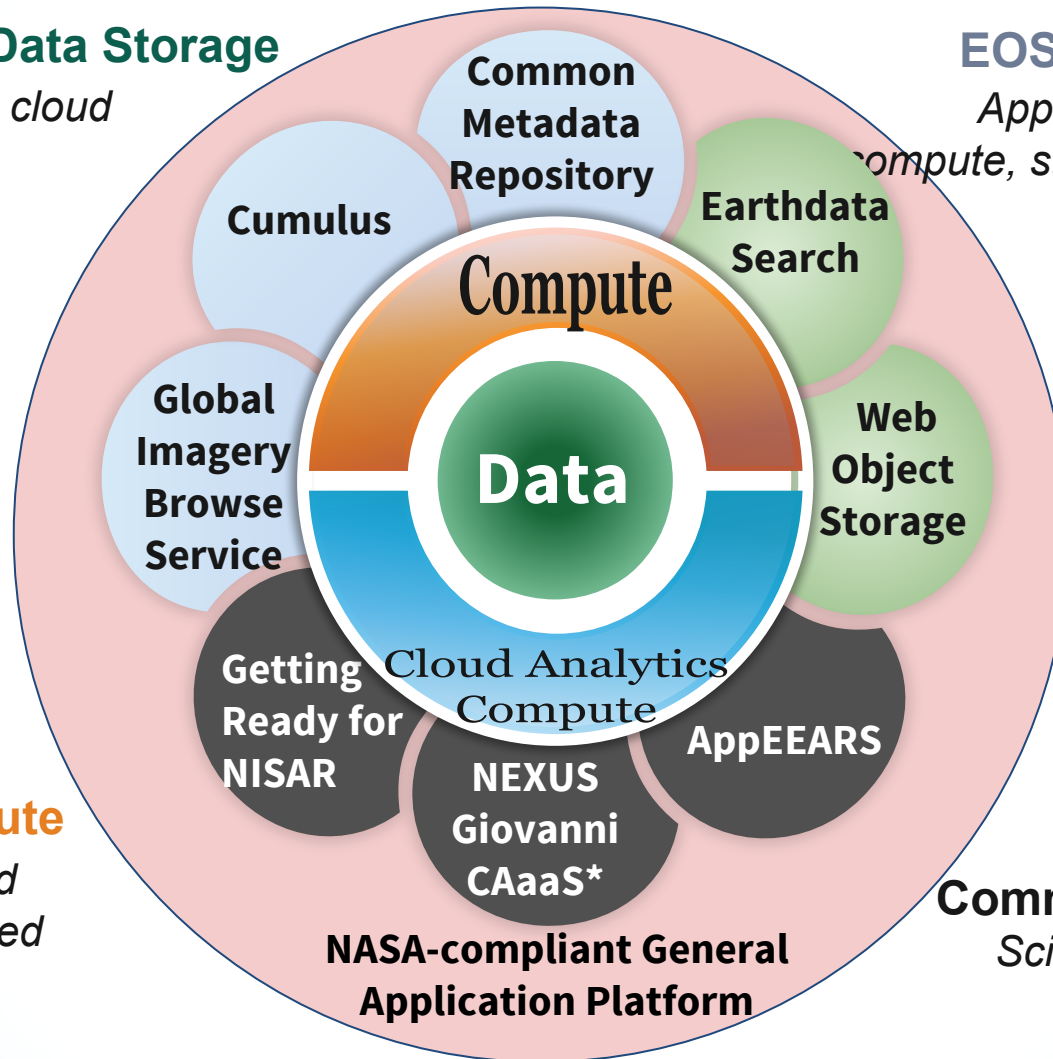 Data Storage
cloud
EOS
App
compute, s
Common
Metadata
Repository
Cumulus
Earthdata
Search
Compute
Global
Imagery
Browse
Service
Data
Web
Object
Storage
Getting
Ready for
NISAR
Cloud Analytics
Compute
NEXUS
Giovanni
CAaaS*
AppEEARS
ute
d
ed
Comm
Sci
NASA-compliant General
Application Platform